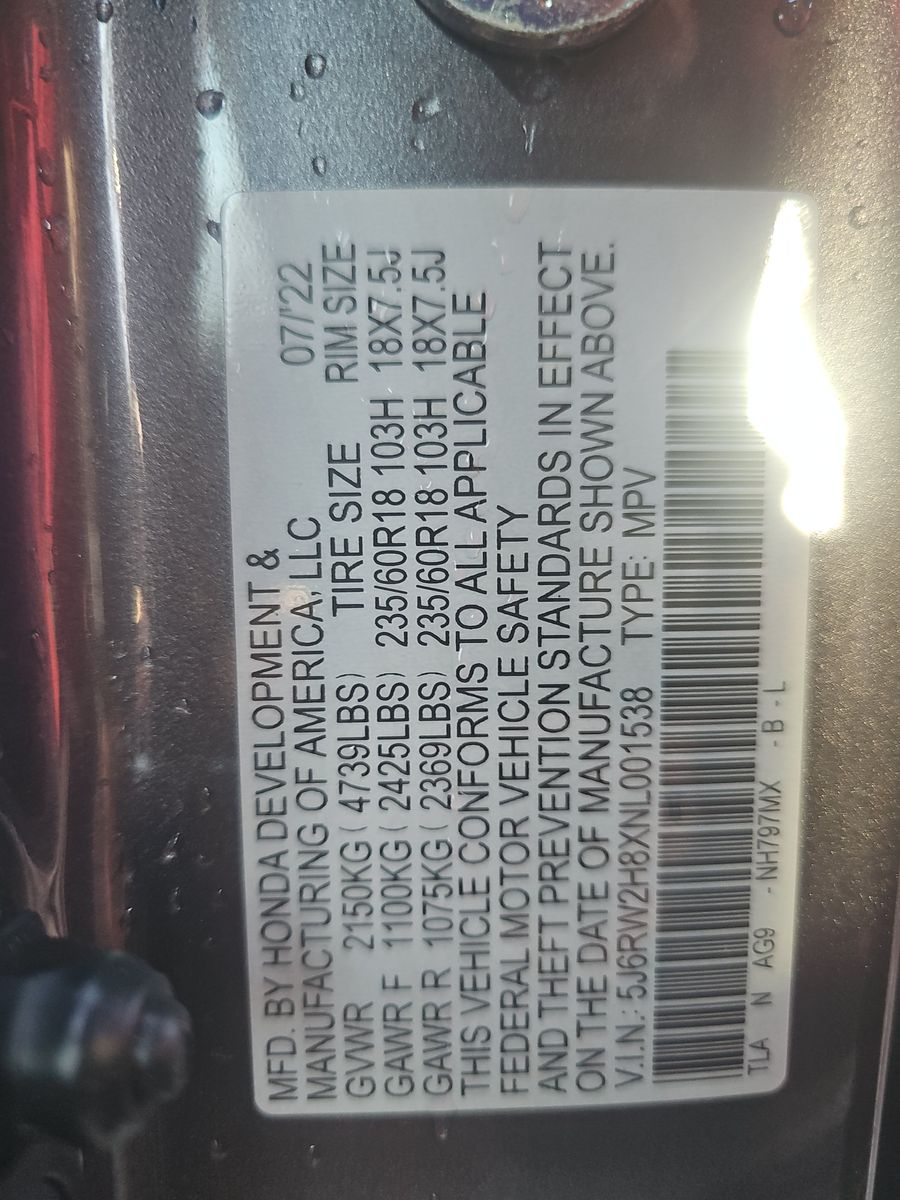 MFD. BY HONDA DEVELOPMENT &
MANUFACTURING OF AMERICA, LLC 07/'22
GVWR 2150KG ( 4739LBS) TIRE SIZE RIM SIZE
GAWR F 1100KG ( 2425LBS) 235/60R18 103H 18X7.5J
GAWR R 1075KG ( 2369LBS) 235/60R18 103H 18X7.5J
THIS VEHICLE CONFORMS TO ALL APPLICABLE
FEDERAL MOTOR VEHICLE SAFETY
AND THEFT PREVENTION STANDARDS IN EFFECT
ON THE DATE OF MANUFACTURE SHOWN ABOVE.
V.I.N.: 5J6RW2H8XNL001538 TYPE: MPV
TLA N AG9 -NH797MX -B -L